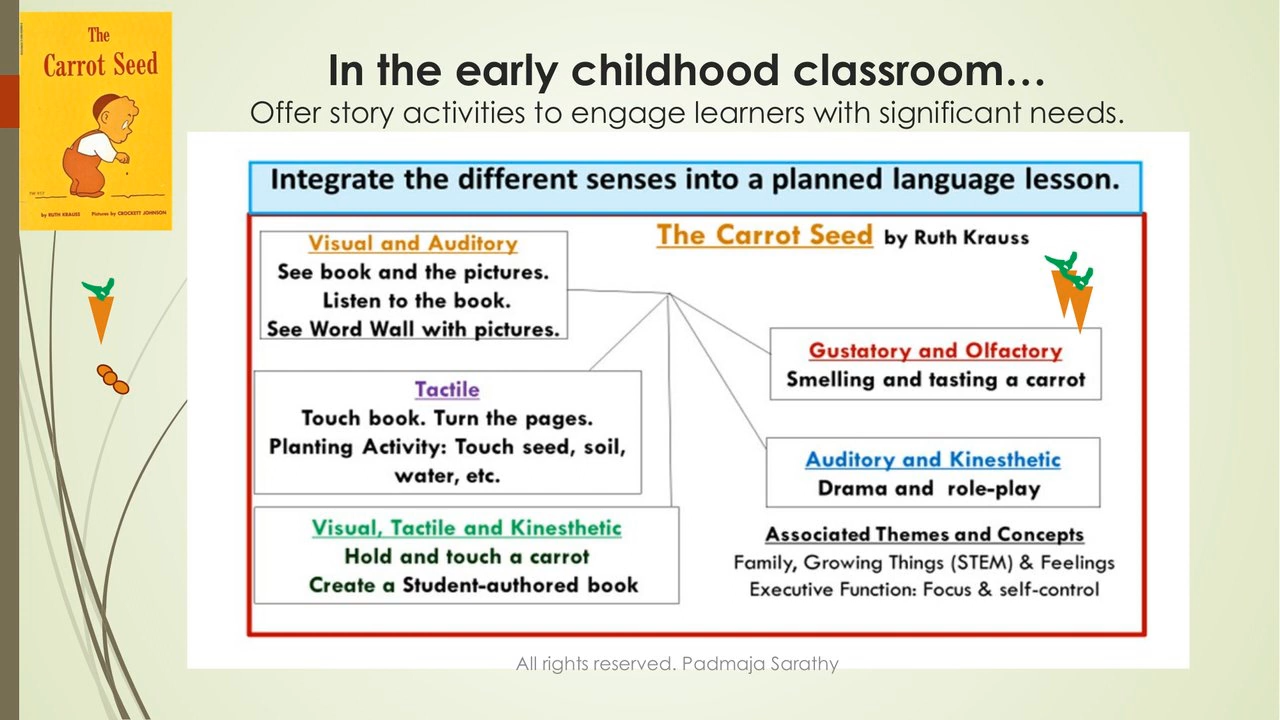 The
Carrot Seed
by RUTH KRAUSS Pictures by CROCKETT JOHNSON
In the early childhood classroom…
Offer story activities to engage learners with significant needs.
Integrate the different senses into a planned language lesson.
The Carrot Seed by Ruth Krauss
Visual and Auditory
See book and the pictures.
Listen to the book.
See Word Wall with pictures.
Tactile
Touch book. Turn the pages.
Planting Activity: Touch seed, soil,
water, etc.
Visual, Tactile and Kinesthetic
Hold and touch a carrot
Create a Student-authored book
Gustatory and Olfactory
Smelling and tasting a carrot
Auditory and Kinesthetic
Drama and role-play
Associated Themes and Concepts
Family, Growing Things (STEM) & Feelings
Executive Function: Focus & self-control
All rights reserved. Padmaja Sarathy